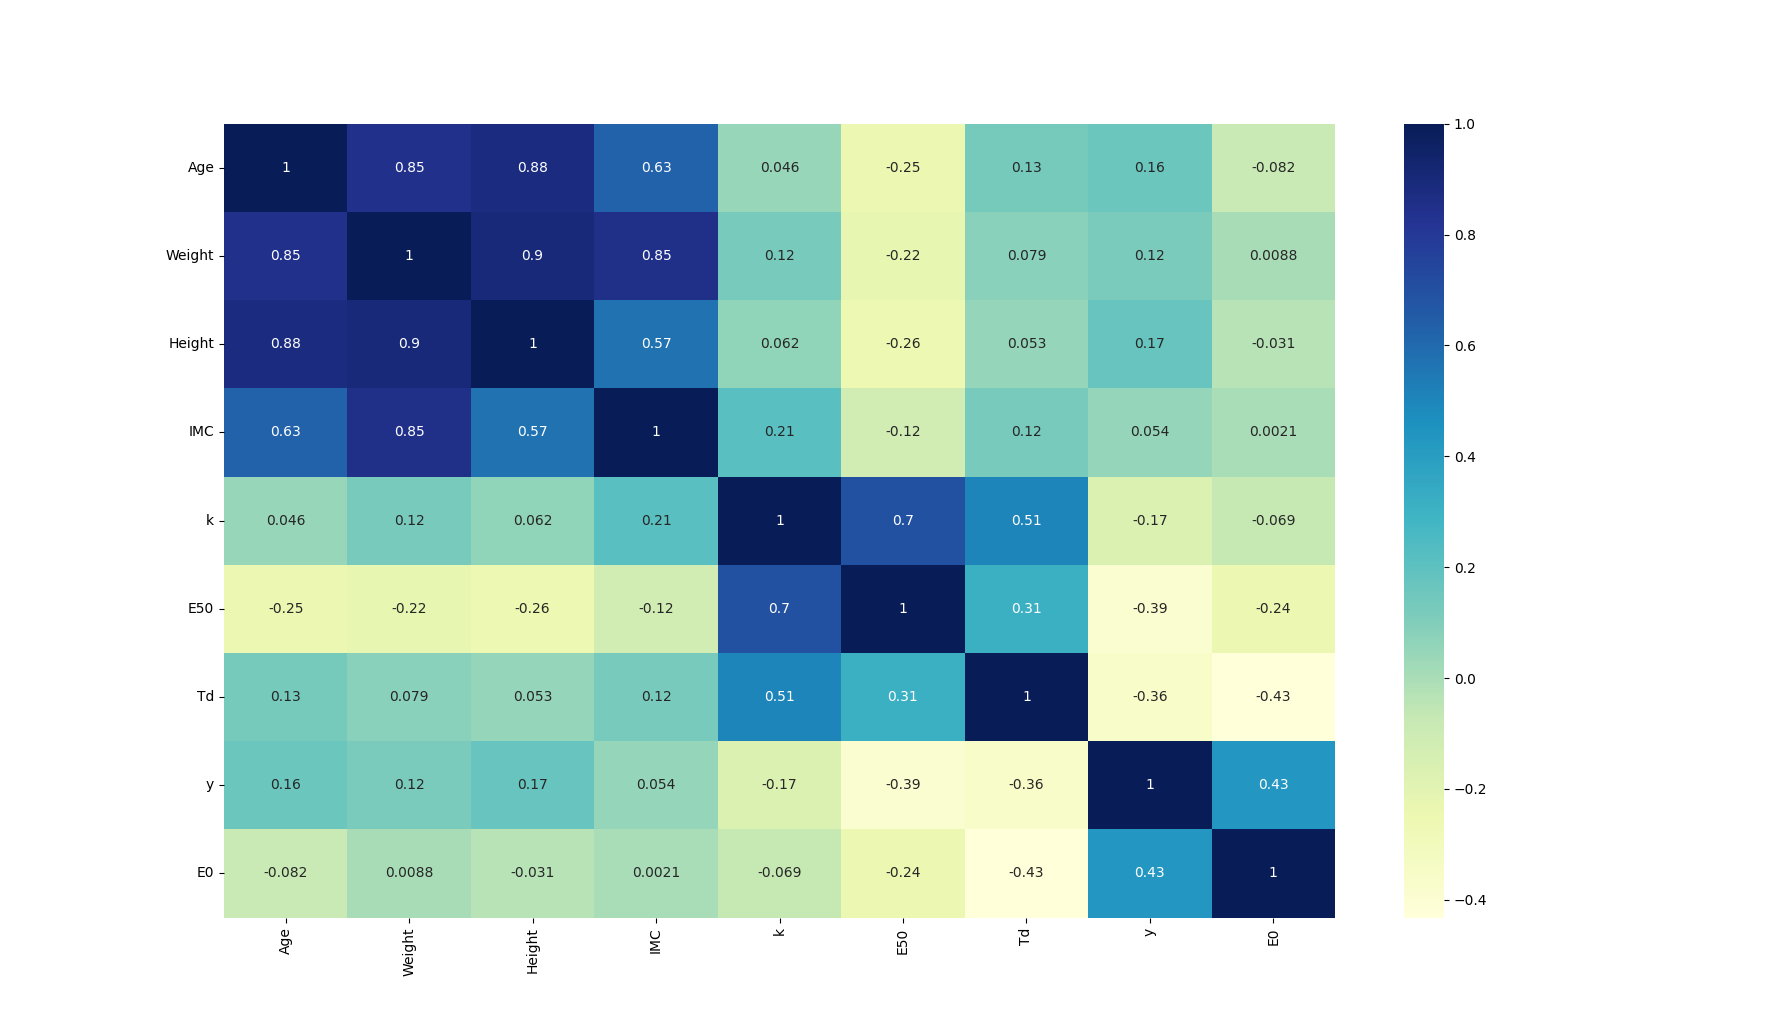 Age 1 0.85 0.88 0.63 0.046 -0.25 0.13 0.16 -0.082
Weight 0.85 1 0.9 0.85 0.12 -0.22 0.079 0.12 0.0088
Height 0.88 0.9 1 0.57 0.062 -0.26 0.053 0.17 -0.031
IMC 0.63 0.85 0.57 1 0.21 -0.12 0.12 0.054 0.0021
k 0.046 0.12 0.062 0.21 1 0.7 0.51 -0.17 -0.069
E50 -0.25 -0.22 -0.26 -0.12 0.7 1 0.31 -0.39 -0.24
Td 0.13 0.079 0.053 0.12 0.51 0.31 1 -0.36 -0.43
y 0.16 0.12 0.17 0.054 -0.17 -0.39 -0.36 1 0.43
E0 -0.082 0.0088 -0.031 0.0021 -0.069 -0.24 -0.43 0.43 1
Age Weight Height IMC k E50 Td y E0
1.0
0.8
0.6
0.4
0.2
0.0
−0.2
−0.4